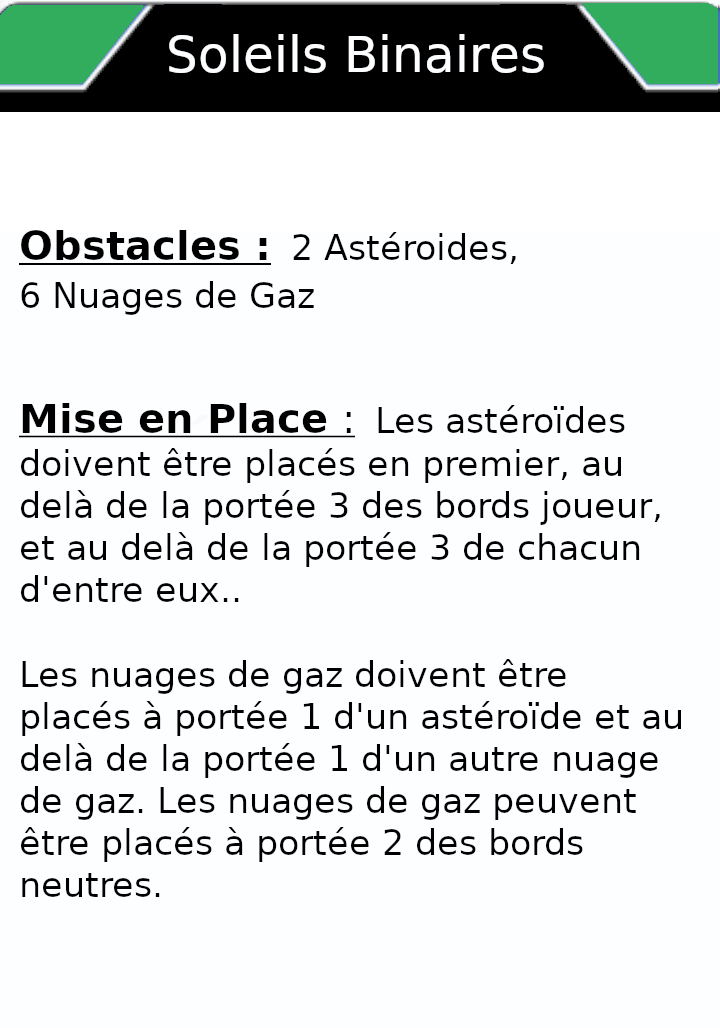 Soleils Binaires
Obstacles : 2 Astéroides,
6 Nuages de Gaz
Mise en Place : Les astéroïdes
doivent être placés en premier, au
delà de la portée 3 des bords joueur,
et au delà de la portée 3 de chacun
d'entre eux..
Les nuages de gaz doivent être
placés à portée 1 d'un astéroïde et au
delà de la portée 1 d'un autre nuage
de gaz. Les nuages de gaz peuvent
être placés à portée 2 des bords
neutres.